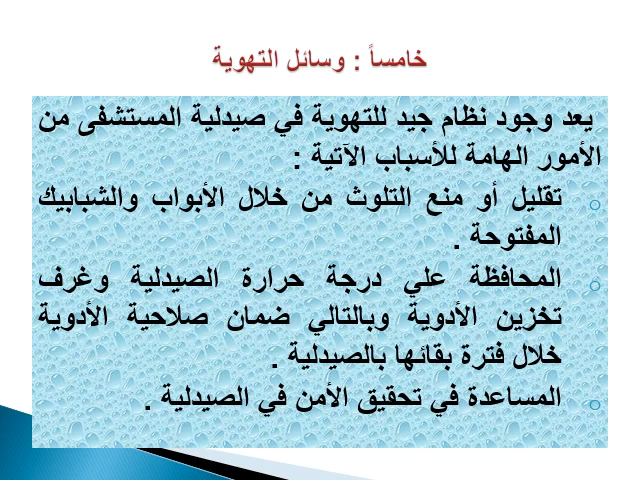 خامساً : وسائل التهوية
يعد وجود نظام جيد للتهوية في صيدلية المستشفى من
الأمور الهامة للأسباب الآتية :
تقليل أو منع التلوث من خلال الأبواب والشبابيك
المفتوحة .
المحافظة علي درجة حرارة الصيدلية وغرف
تخزين الأدوية وبالتالي ضمان صلاحية الأدوية
خلال فترة بقائها بالصيدلية .
المساعدة في تحقيق الأمن في الصيدلية .